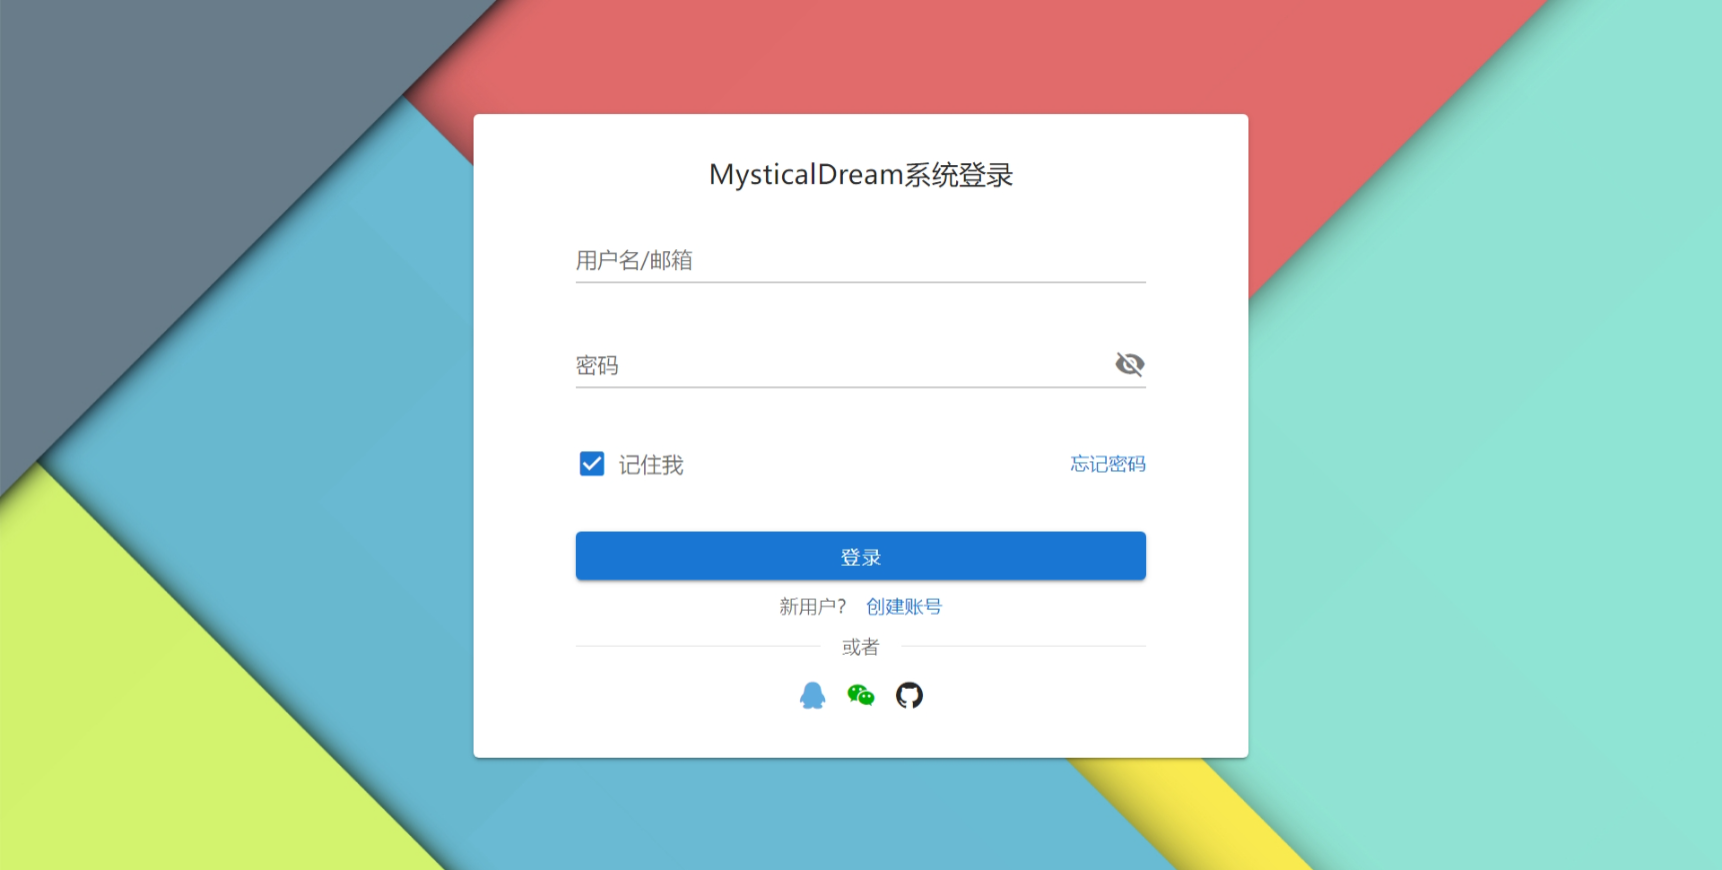 MysticalDream系统登录
用户名/邮箱
密码
记住我 忘记密码
登录
新用户? 创建账号
或者